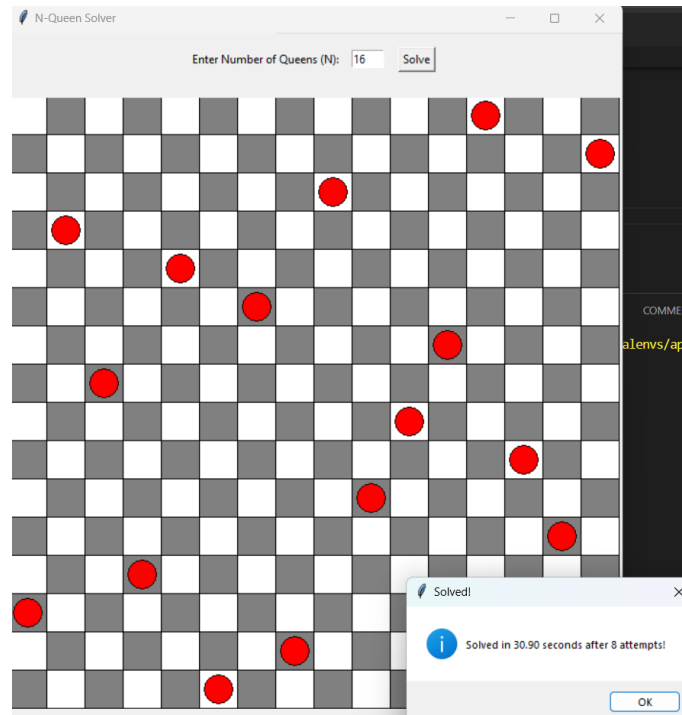 N-Queen Solver
Enter Number of Queens (N): 16 Solve
COMME
alenvs/ap
Solved!
Solved in 30.90 seconds after 8 attempts!
OK